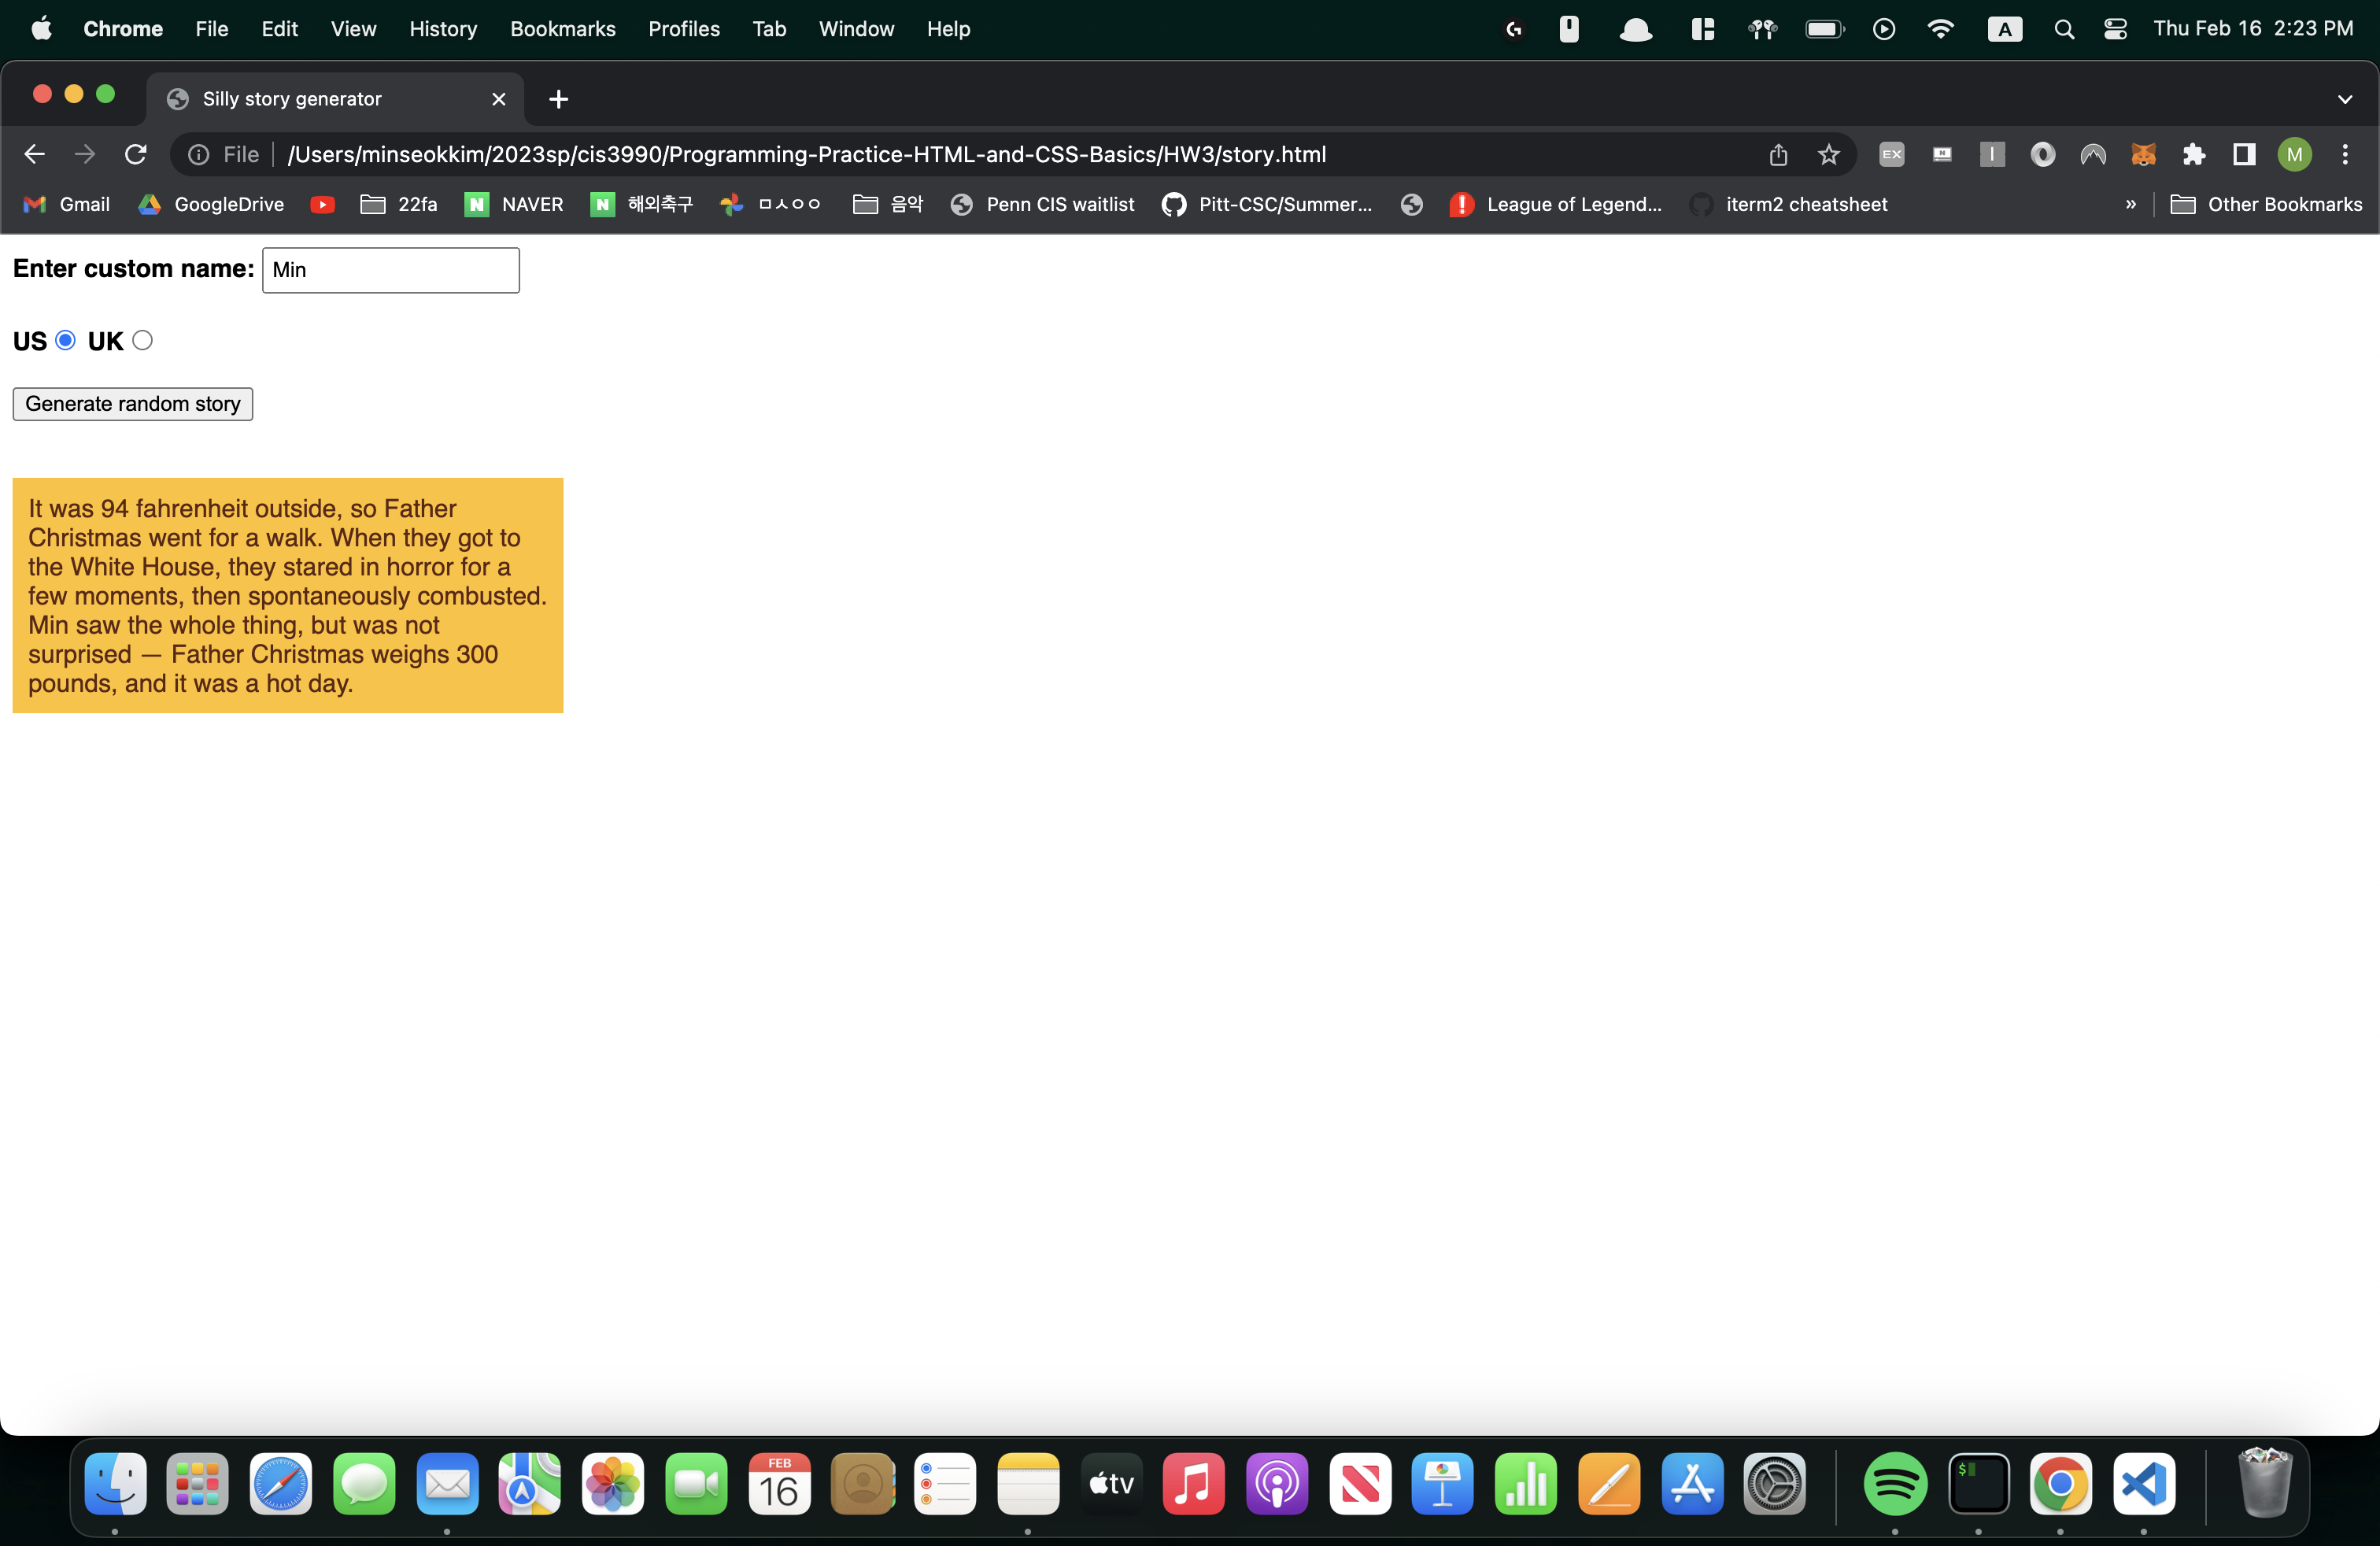 Chrome File Edit View History Bookmarks Profiles Tab Window Help A Thu Feb 16 2:23 PM
Silly story generator
File /Users/minseokkim/2023sp/cis3990/Programming-Practice-HTML-and-CSS-Basics/HW3/story.html EX N M
Gmail GoogleDrive 22fa N NAVER N 해외축구 ㅁㅅㅇㅇ 음악 Penn CIS waitlist Pitt-CSC/Summer... League of Legend... iterm2 cheatsheet » Other Bookmarks
Enter custom name: Min
US UK
Generate random story
It was 94 fahrenheit outside, so Father
Christmas went for a walk. When they got to
the White House, they stared in horror for a
few moments, then spontaneously combusted.
Min saw the whole thing, but was not
surprised — Father Christmas weighs 300
pounds, and it was a hot day.
FEB
16
tv
$